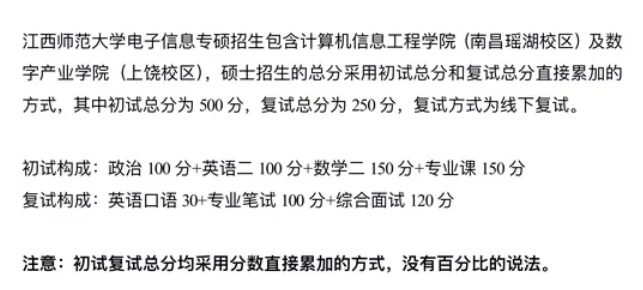 江西师范大学电子信息专硕招生包含计算机信息工程学院（南昌瑶湖校区）及数
字产业学院（上饶校区），硕士招生的总分采用初试总分和复试总分直接累加的
方式，其中初试总分为 500 分，复试总分为 250 分，复试方式为线下复试。
初试构成：政治 100 分+英语二 100 分+数学二 150 分+专业课 150 分
复试构成：英语口语 30+专业笔试 100 分+综合面试 120 分
注意：初试复试总分均采用分数直接累加的方式，没有百分比的说法。